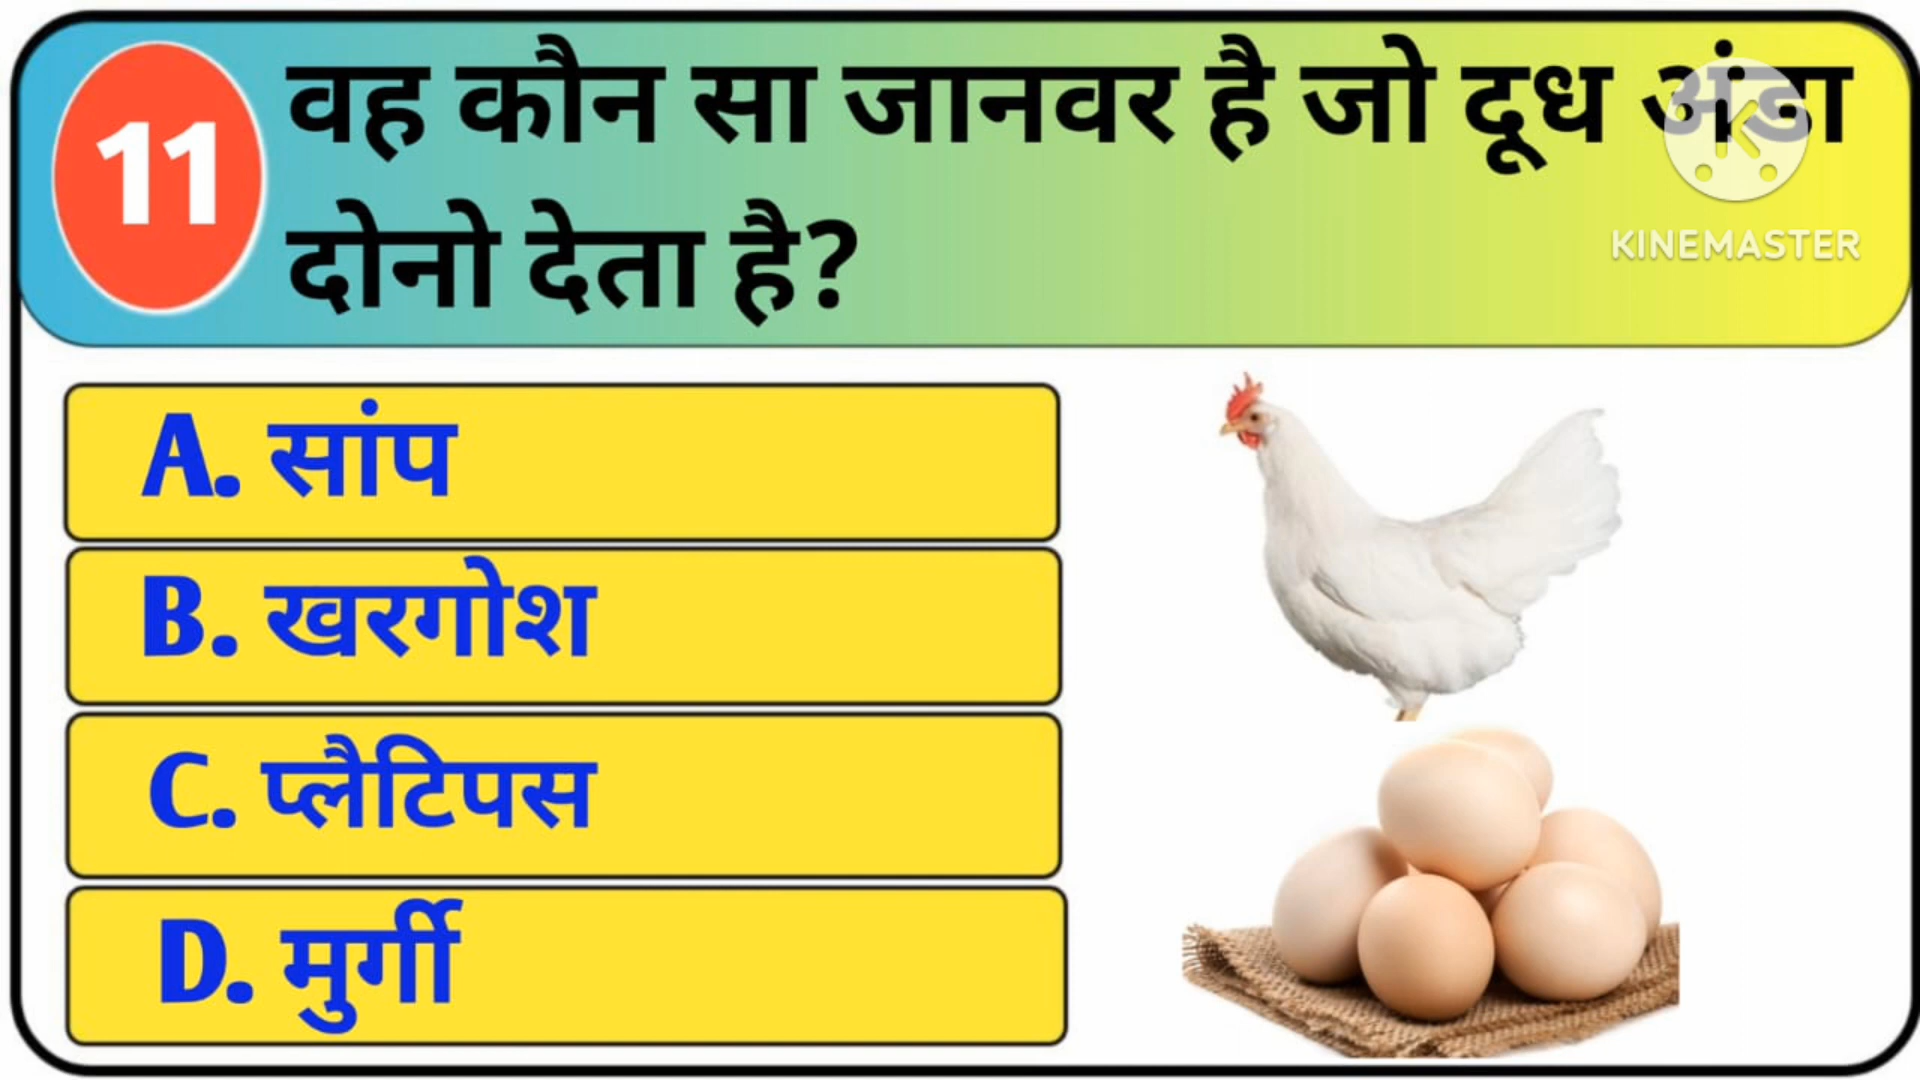 11
वह कौन सा जानवर है जो दूध अंडा
दोनो देता है?
KINEMASTER
A. सांप
B. खरगोश
C. प्लैटिपस
D. मुर्गी